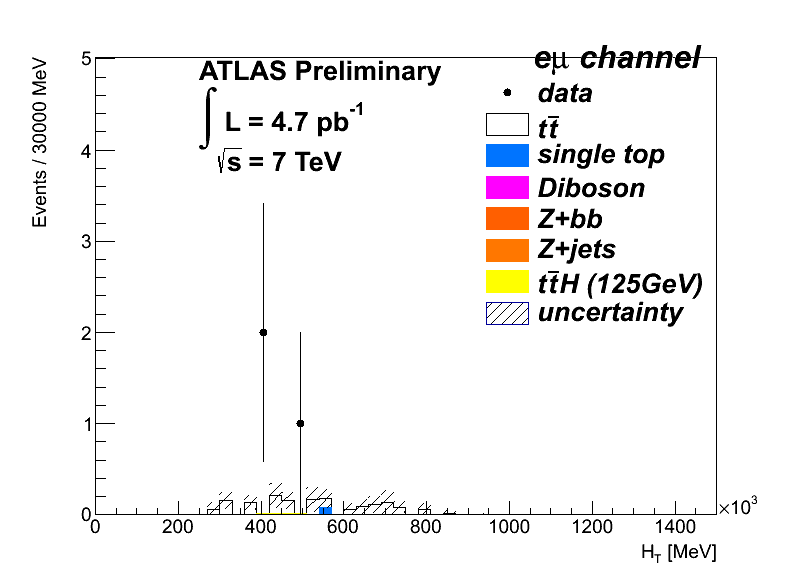 eμ channel
ATLAS Preliminary
∫ L = 4.7 pb⁻¹
√s = 7 TeV
data
tt̄
single top
Diboson
Z+bb
Z+jets
tt̄H (125GeV)
uncertainty
Events / 30000 MeV
5
4
3
2
1
0
0 200 400 600 800 1000 1200 1400
×10³
H_T [MeV]